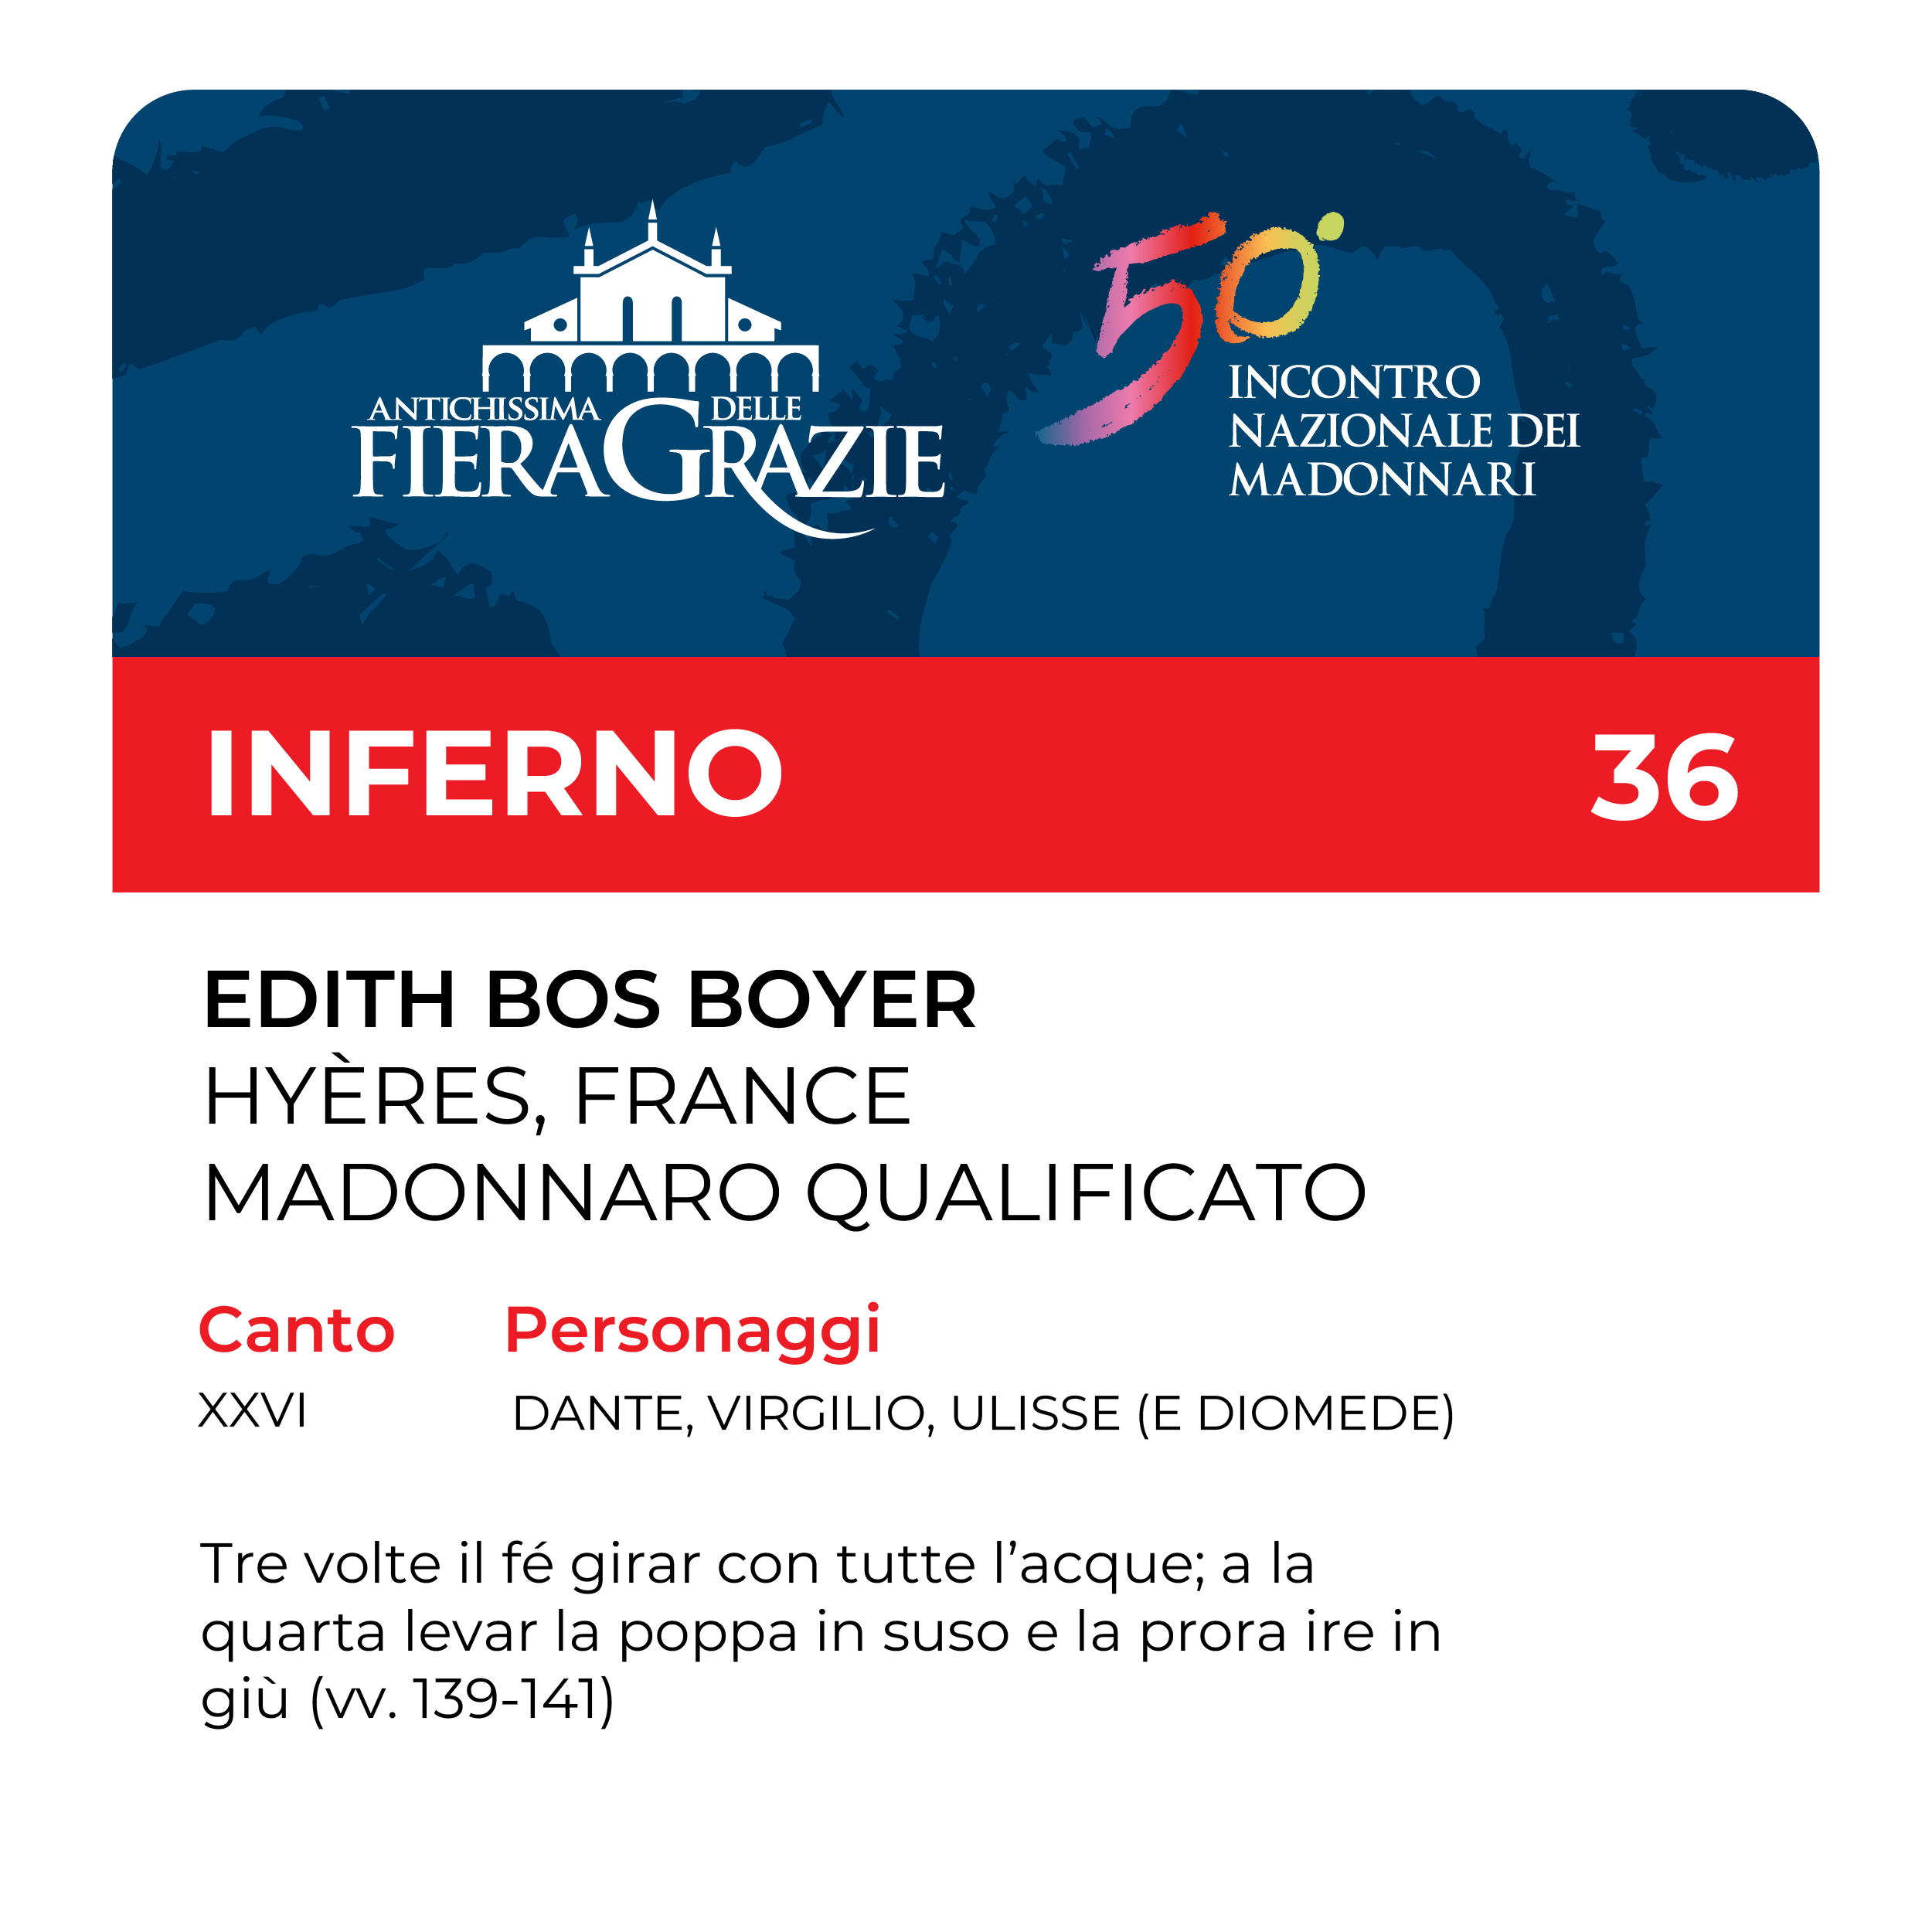 ANTICHISSIMA DELLE
FIERAGRAZIE
50°
INCONTRO
NAZIONALE DEI
MADONNARI
INFERNO 36
EDITH BOS BOYER
HYÈRES, FRANCE
MADONNARO QUALIFICATO
Canto Personaggi
XXVI DANTE, VIRGILIO, ULISSE (E DIOMEDE)
Tre volte il fé girar con tutte l’acque; a la
quarta levar la poppa in suso e la prora ire in
giù (vv. 139-141)